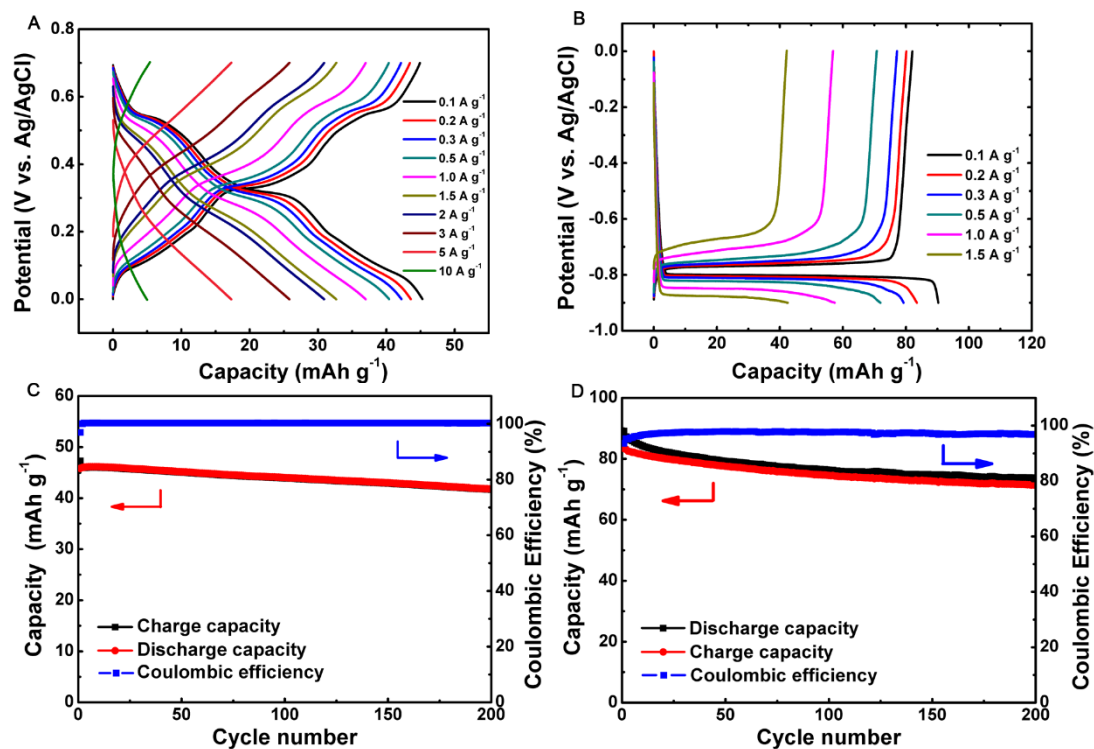 A
Potential (V vs. Ag/AgCl)
0.8
0.6
0.4
0.2
0.0
0.1 A g⁻¹
0.2 A g⁻¹
0.3 A g⁻¹
0.5 A g⁻¹
1.0 A g⁻¹
1.5 A g⁻¹
2 A g⁻¹
3 A g⁻¹
5 A g⁻¹
10 A g⁻¹
0 10 20 30 40 50
Capacity (mAh g⁻¹)
B
Potential (V vs. Ag/AgCl)
0.0
-0.2
-0.4
-0.6
-0.8
-1.0
0.1 A g⁻¹
0.2 A g⁻¹
0.3 A g⁻¹
0.5 A g⁻¹
1.0 A g⁻¹
1.5 A g⁻¹
0 20 40 60 80 100 120
Capacity (mAh g⁻¹)
C
Capacity (mAh g⁻¹)
60
55
50
45
40
35
30
25
20
15
10
5
0
Charge capacity
Discharge capacity
Coulombic efficiency
100
80
60
40
20
0
Coulombic Efficiency (%)
0 50 100 150 200
Cycle number
D
Capacity (mAh g⁻¹)
100
80
60
40
20
0
Discharge capacity
Charge capacity
Coulombic efficiency
100
80
60
40
20
0
Coulombic Efficiency (%)
0 50 100 150 200
Cycle number